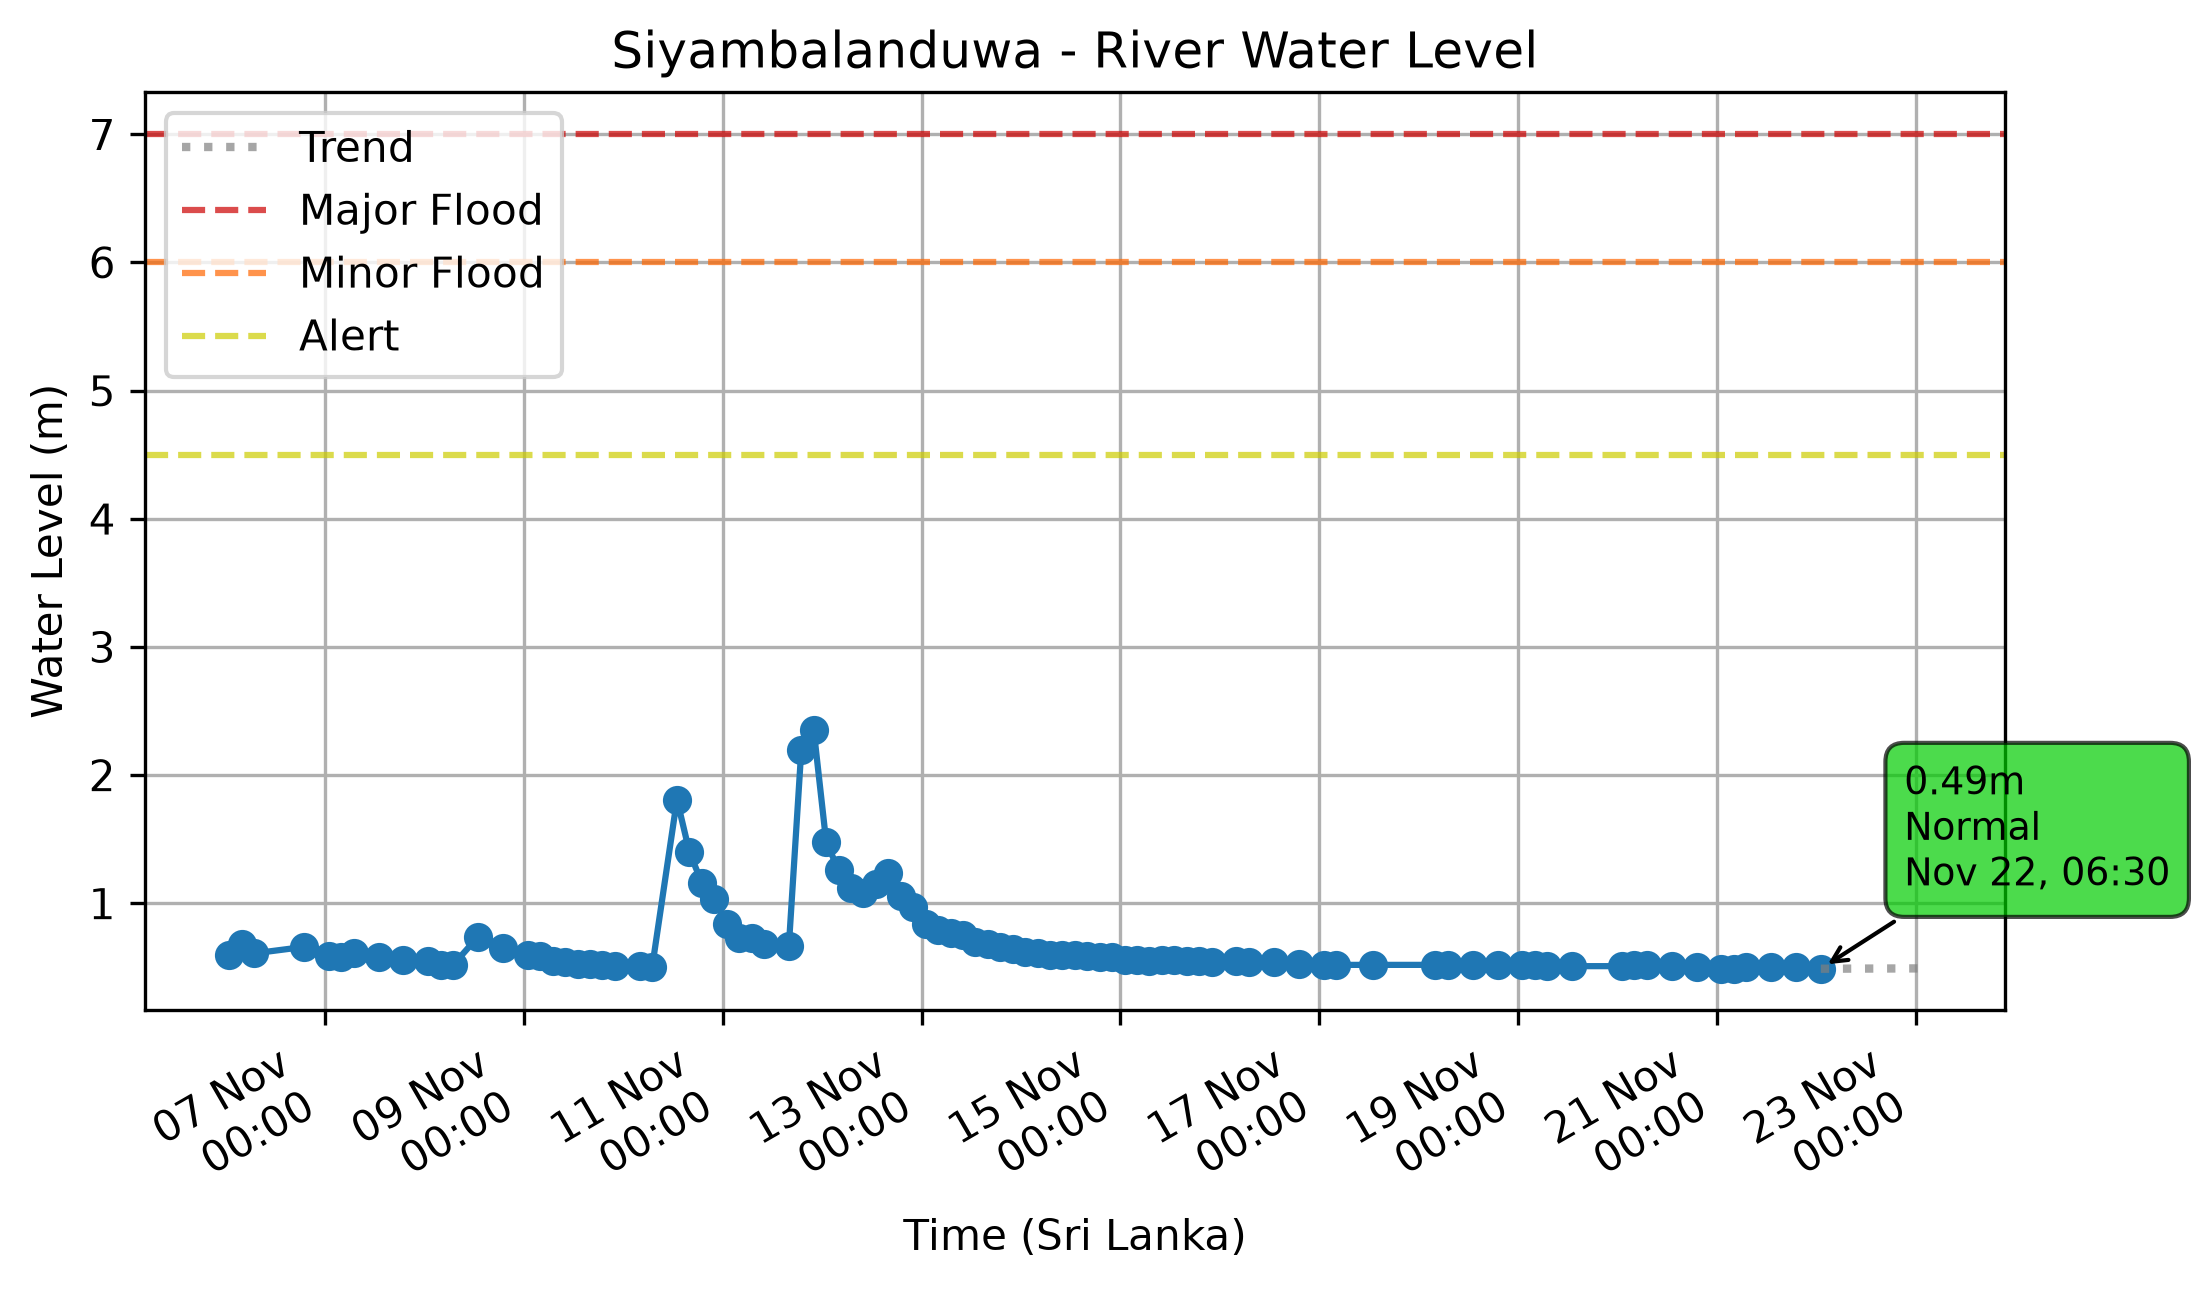 Siyambalanduwa - River Water Level
Trend
Major Flood
Minor Flood
Alert
7
6
5
4
3
2
1
Water Level (m)
0.49m
Normal
Nov 22, 06:30
07 Nov
00:00
09 Nov
00:00
11 Nov
00:00
13 Nov
00:00
15 Nov
00:00
17 Nov
00:00
19 Nov
00:00
21 Nov
00:00
23 Nov
00:00
Time (Sri Lanka)